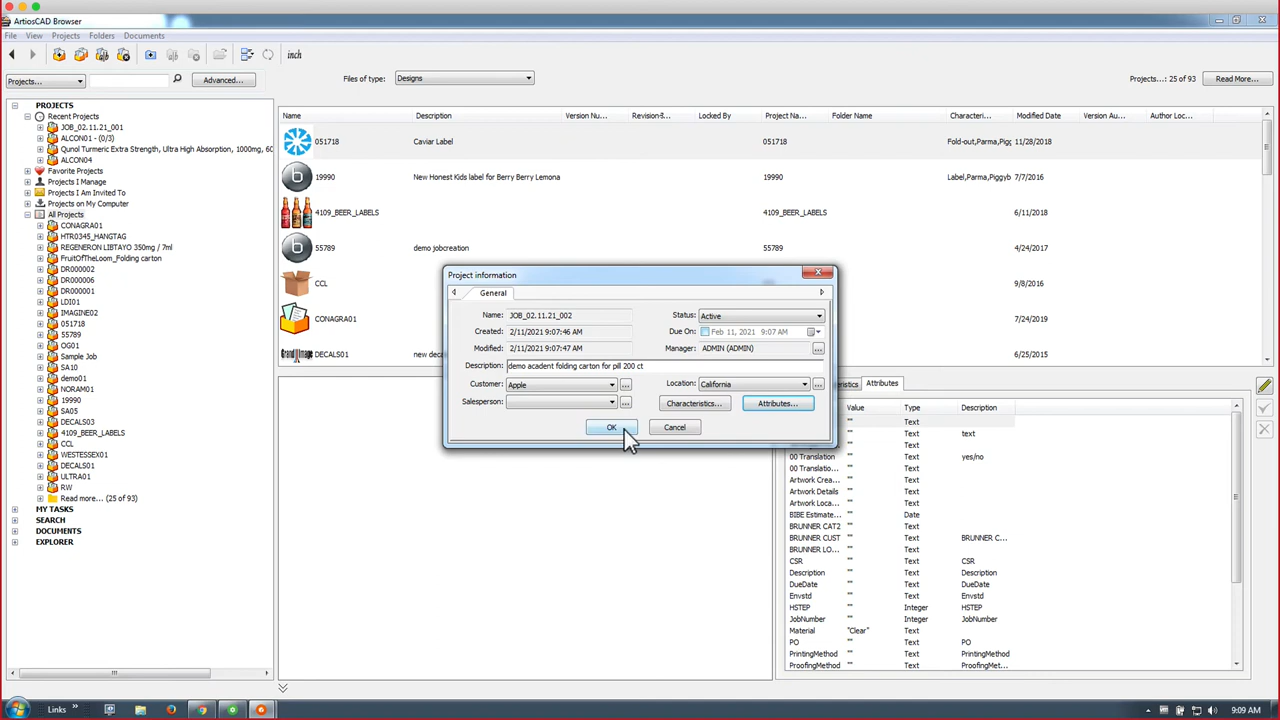 ArtiosCAD Browser
File View Projects Folders Documents
inch
Projects... Advanced... Files of type: Designs Projects...: 25 of 93 Read More...
PROJECTS
Recent Projects
JOB_02.11.21_001
ALCON01 - (0/3)
Qunol Turmeric Extra Strength, Ultra High Absorption, 1000mg, 60
ALCON04
Favorite Projects
Projects I Manage
Projects I Am Invited To
Projects on My Computer
All Projects
CONAGRA01
HTR0345_HANGTAG
REGENERON LIBTAYO 350mg / 7ml
FruitOfTheLoom_Folding carton
DR000002
DR000006
DR000001
LDI01
IMAGINE02
051718
55789
OG01
Sample Job
SA10
demo01
NORAM01
19990
SA05
DECALS03
4109_BEER_LABELS
CCL
WESTESSEX01
DECALS01
ULTRA01
RW
Read more... (25 of 93)
MY TASKS
SEARCH
DOCUMENTS
EXPLORER
Name Description Version Nu... Revision-... Locked By Project Na... Folder Name Characteri... Modified Date Version Au... Author Loc...
051718 Caviar Label 051718 Fold-out,Parma,Pigg 11/28/2018
b 19990 New Honest Kids label for Berry Berry Lemona 19990 Label,Parma,Piggyb 7/7/2016
4109_BEER_LABELS 4109_BEER_LABELS 6/11/2018
b 55789 demo jobcreation 55789 4/24/2017
CCL 9/8/2016
CONAGRA01 7/24/2019
GrandImage DECALS01 new deca 6/25/2015
Project information
General
Name: JOB_02.11.21_002 Status: Active
Created: 2/11/2021 9:07:46 AM Due On: Feb 11, 2021 9:07 AM
Modified: 2/11/2021 9:07:47 AM Manager: ADMIN (ADMIN) ...
Description: demo acadent folding carton for pill 200 ct
Customer: Apple ... Location: California ...
Salesperson: ... Characteristics... Attributes...
OK Cancel
cteristics Attributes
Value Type Description
"" Text
"" Text text
00 Translation "" Text yes/no
00 Translatio... "" Text
Artwork Crea... "" Text
Artwork Details "" Text
Artwork Loca... "" Text
BIBE Estimate... "" Date
BRUNNER CAT2 "" Text
BRUNNER CUST "" Text BRUNNER C...
BRUNNER LO... "" Text
CSR "" Text CSR
Description "" Text Description
DueDate "" Text DueDate
Envstd "" Text Envstd
HSTEP "" Integer HSTEP
JobNumber "" Integer JobNumber
Material "Clear" Text
PO "" Text PO
PrintingMethod "" Text PrintingMethod
ProofingMet... "" Text ProofingMet...
Links 9:09 AM